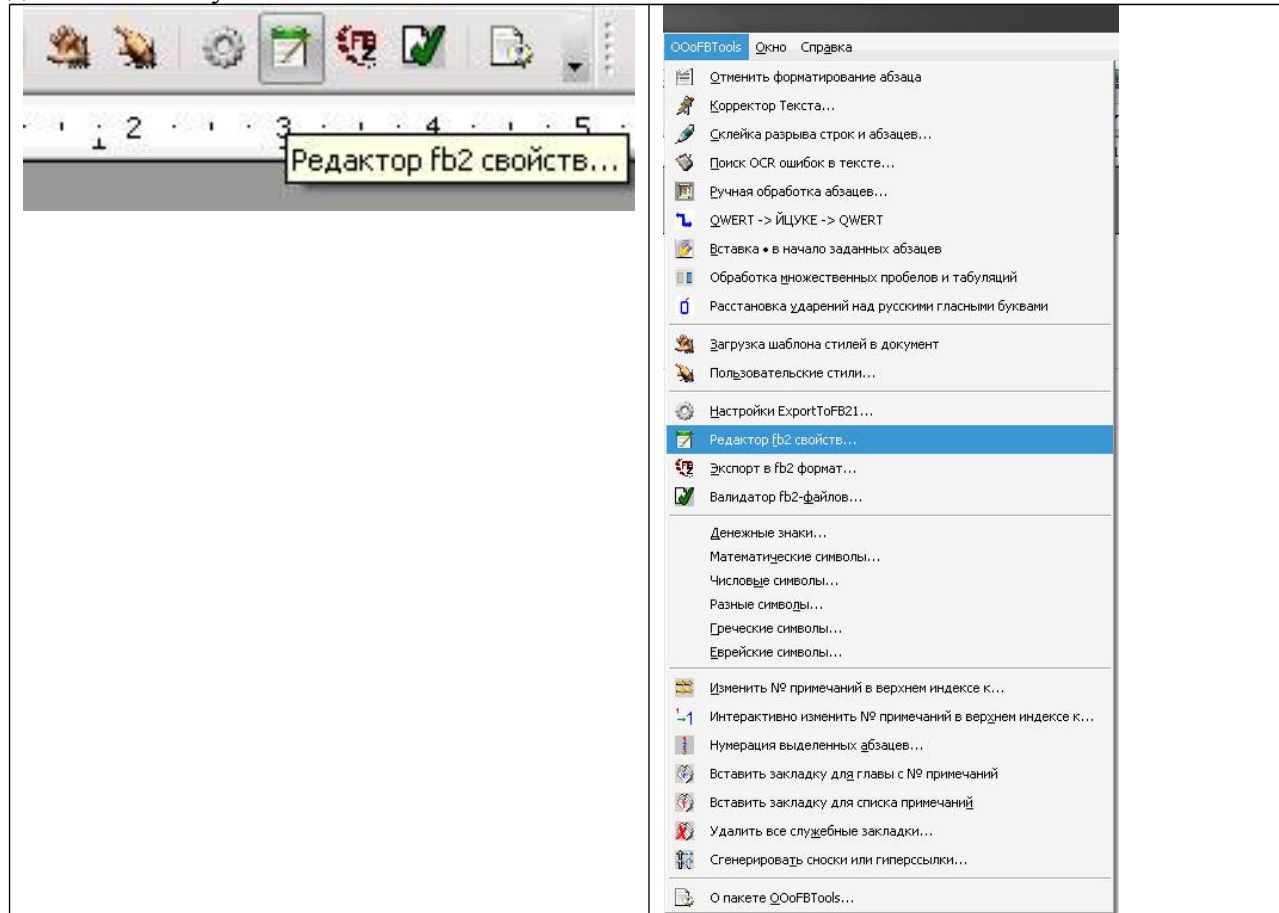 2 3 4 5
Редактор fb2 свойств...
OOoFBTools Окно Справка
Отменить форматирование абзаца
Корректор Текста...
Склейка разрыва строк и абзацев...
Поиск OCR ошибок в тексте...
Ручная обработка абзацев...
QWERT -> ЙЦУКЕ -> QWERT
Вставка • в начало заданных абзацев
Обработка множественных пробелов и табуляций
Расстановка ударений над русскими гласными буквами
Загрузка шаблона стилей в документ
Пользовательские стили...
Настройки ExportToFB21...
Редактор fb2 свойств...
Экспорт в fb2 формат...
Валидатор fb2-файлов...
Денежные знаки...
Математические символы...
Числовые символы...
Разные символы...
Греческие символы...
Еврейские символы...
Изменить № примечаний в верхнем индексе к...
Интерактивно изменить № примечаний в верхнем индексе к...
Нумерация выделенных абзацев...
Вставить закладку для главы с № примечаний
Вставить закладку для списка примечаний
Удалить все служебные закладки...
Сгенерировать сноски или гиперссылки...
О пакете OOoFBTools...